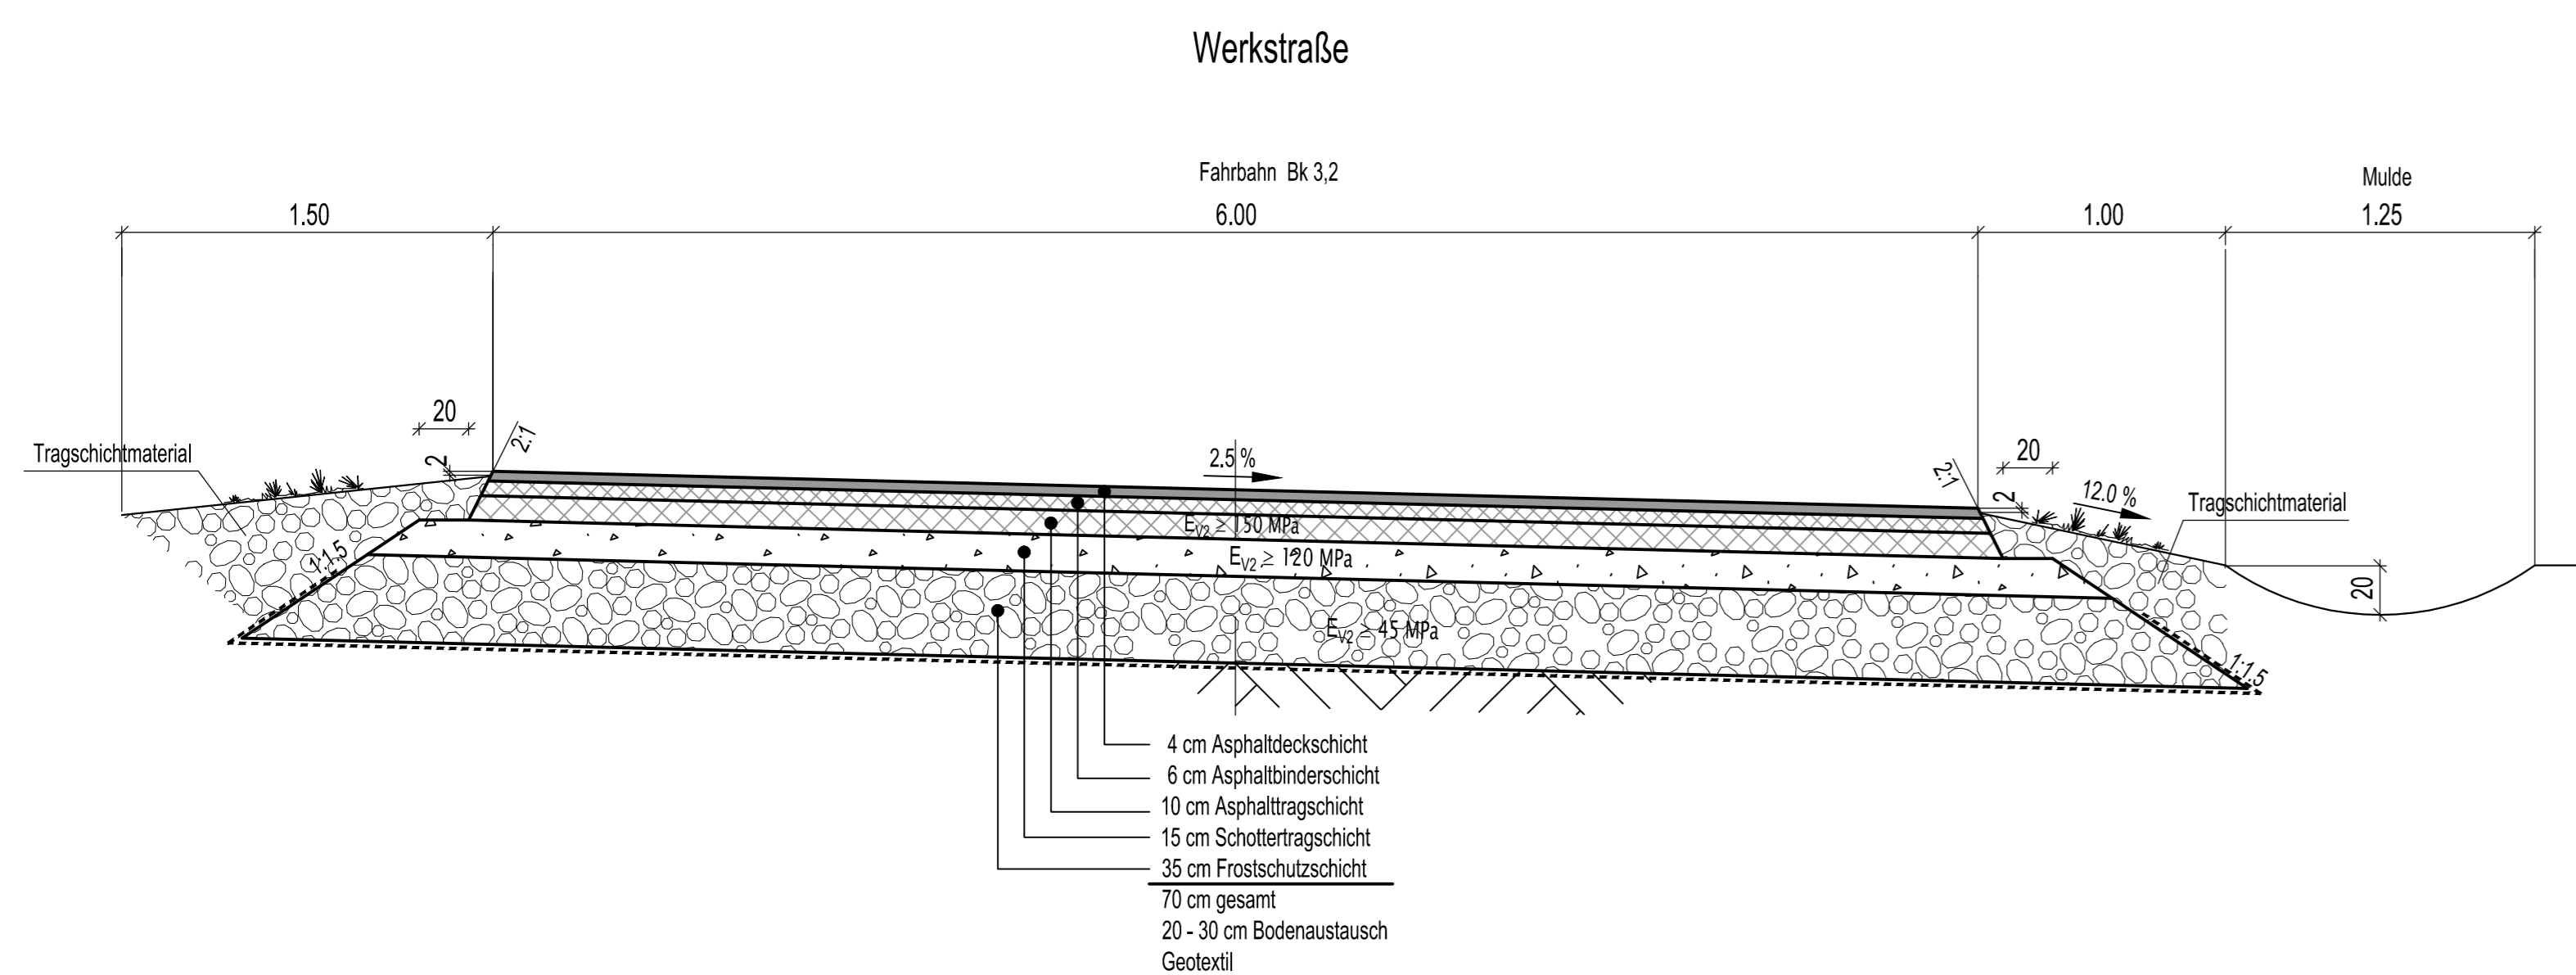 Werkstraße
Fahrbahn Bk 3,2
Mulde
1.50
6.00
1.00
1.25
20
2:1
2
Tragschichtmaterial
2.5 %
2:1
20
2
12.0 %
Tragschichtmaterial
1:1.5
EV2 ≥ 150 MPa
EV2 ≥ 120 MPa
20
EV2 ≥ 45 MPa
1:1.5
4 cm Asphaltdeckschicht
6 cm Asphaltbinderschicht
10 cm Asphalttragschicht
15 cm Schottertragschicht
35 cm Frostschutzschicht
70 cm gesamt
20 - 30 cm Bodenaustausch
Geotextil